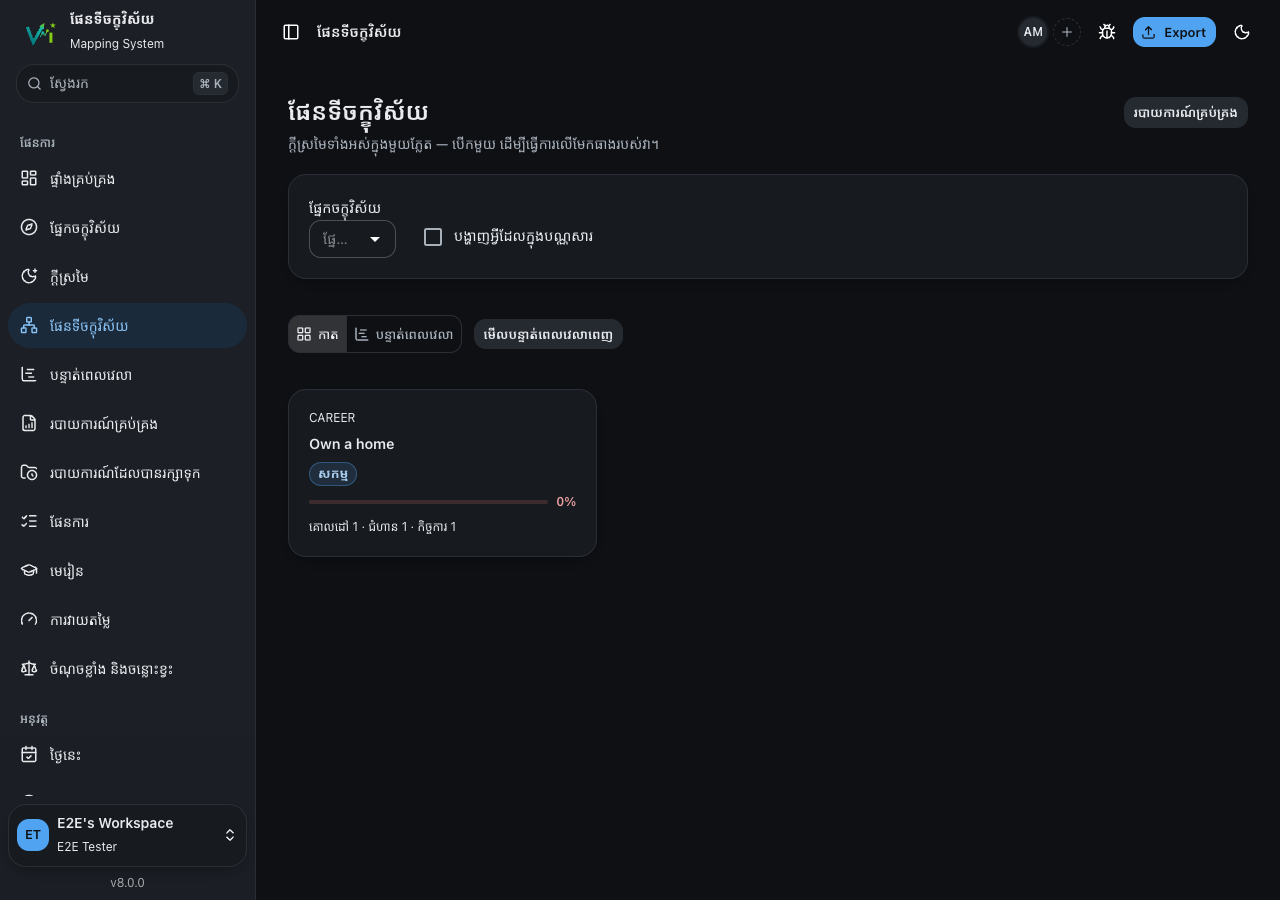 ផែនទីចក្ខុវិស័យ
Mapping System
ស្វែងរក
⌘ K
ផែនការ
ផ្ទាំងគ្រប់គ្រង
ផ្នែកចក្ខុវិស័យ
ក្ដីស្រមៃ
ផែនទីចក្ខុវិស័យ
បន្ទាត់ពេលវេលា
របាយការណ៍គ្រប់គ្រង
របាយការណ៍ដែលបានរក្សាទុក
ផែនការ
មេរៀន
ការវាយតម្លៃ
ចំណុចខ្លាំង និងចន្លោះខ្វះ
អនុវត្ត
ថ្ងៃនេះ
ET
E2E's Workspace
E2E Tester
v8.0.0
ផែនទីចក្ខុវិស័យ
AM
Export
ផែនទីចក្ខុវិស័យ
ក្ដីស្រមៃទាំងអស់ក្នុងមួយភ្លែត — បើកមួយ ដើម្បីធ្វើការលើមែកធាងរបស់វា។
របាយការណ៍គ្រប់គ្រង
ផ្នែកចក្ខុវិស័យ
ផ្នែ...
បង្ហាញអ្វីដែលក្នុងបណ្ណសារ
កាត
បន្ទាត់ពេលវេលា
មើលបន្ទាត់ពេលវេលាពេញ
CAREER
Own a home
សកម្ម
0%
គោលដៅ 1 · ជំហាន 1 · កិច្ចការ 1